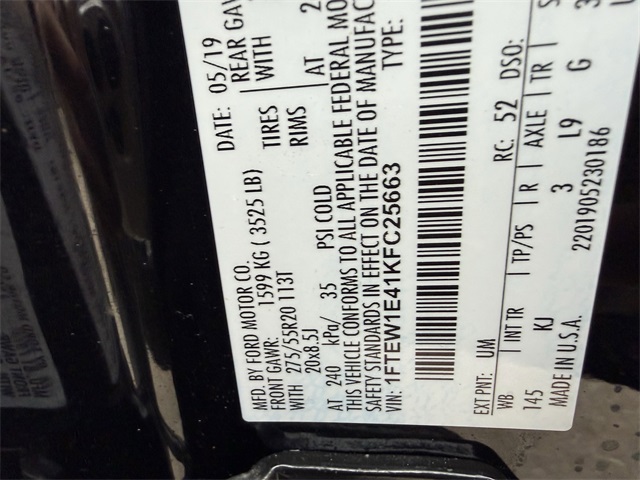 MFD. BY FORD MOTOR CO.
DATE: 05/19
FRONT GAWR: 1599 KG ( 3525 LB)
REAR GAW
WITH 275/55R20 113T TIRES WITH
20x8.5J RIMS
AT 240 kPa/ 35 PSI COLD AT 2
THIS VEHICLE CONFORMS TO ALL APPLICABLE FEDERAL MO
STANDARDS IN EFFECT ON THE DATE OF MANUFAC
VIN: 1FTEW1E41KFC25663 TYPE:
EXT PNT: UM RC: 52 DSO:
WB INT TR TP/PS R AXLE TR S
145 KJ 3 L9 G 3
MADE IN U.S.A. 2201905230186